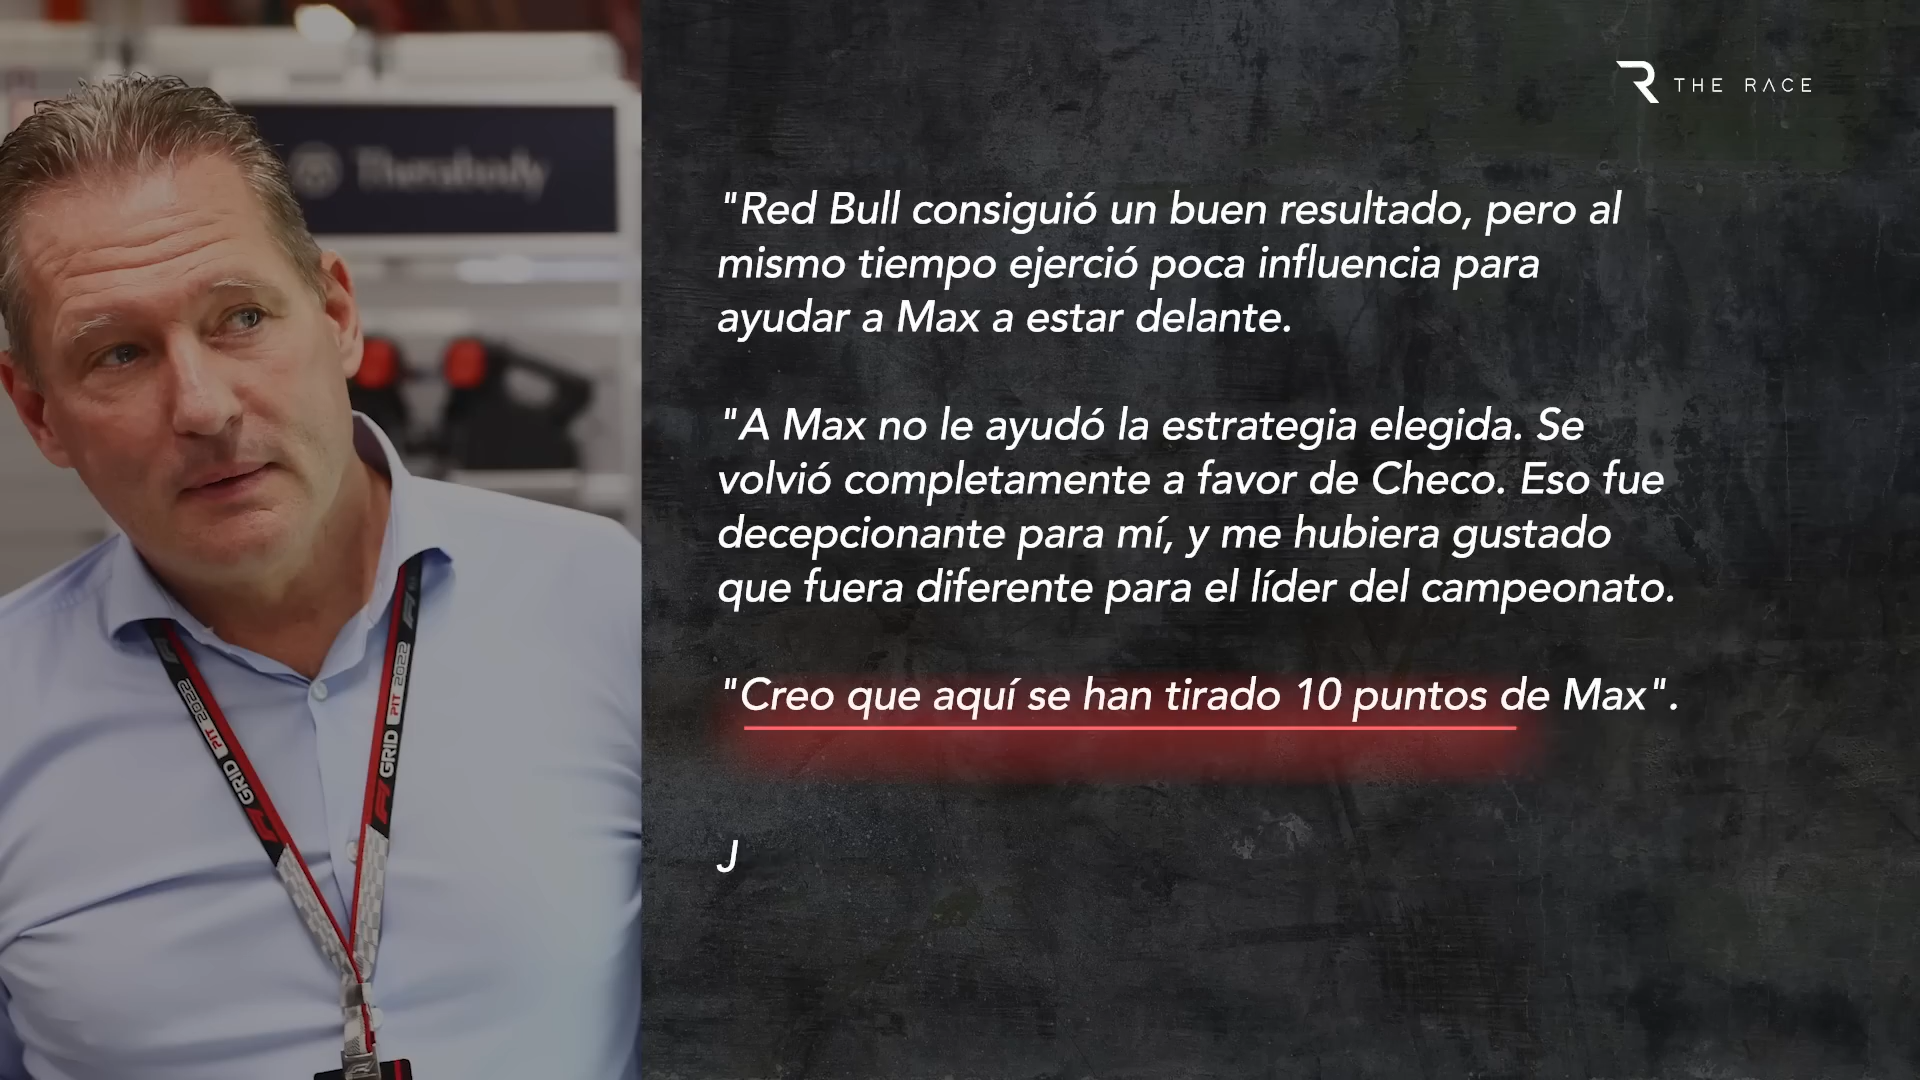 Therabody
THE RACE
"Red Bull consiguió un buen resultado, pero al
mismo tiempo ejerció poca influencia para
ayudar a Max a estar delante.
"A Max no le ayudó la estrategia elegida. Se
volvió completamente a favor de Checo. Eso fue
decepcionante para mí, y me hubiera gustado
que fuera diferente para el líder del campeonato.
"Creo que aquí se han tirado 10 puntos de Max".
J
GRID PIT 2022
GRID PIT 2022